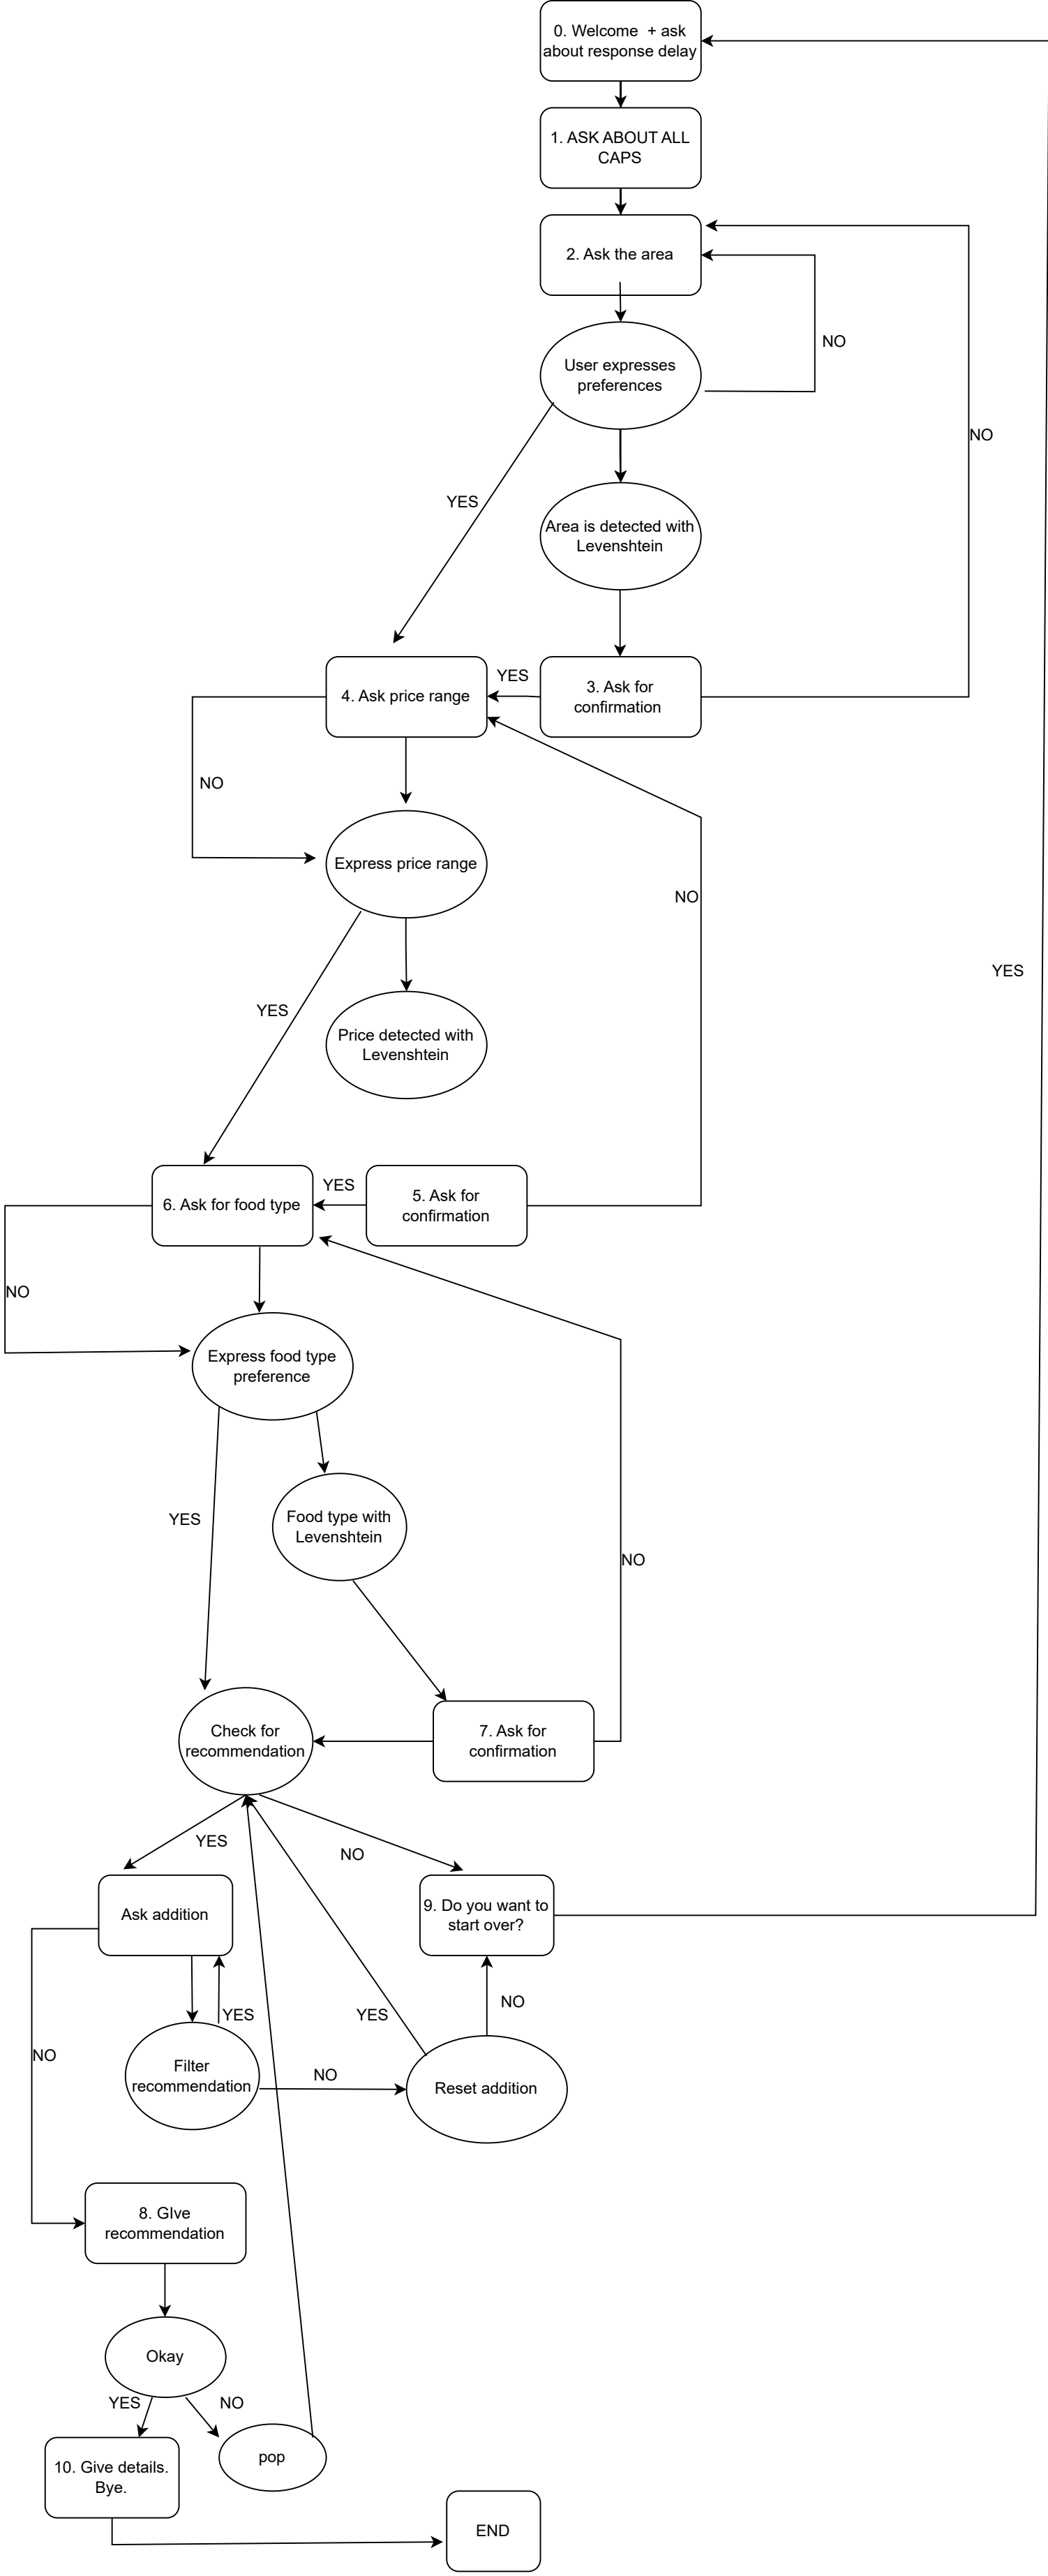 0. Welcome  + ask
about response delay
1. ASK ABOUT ALL
CAPS
2. Ask the area
NO
User expresses
preferences
NO
YES
Area is detected with
Levenshtein
YES
4. Ask price range
3. Ask for
confirmation
NO
Express price range
NO
YES
YES
Price detected with
Levenshtein
YES
6. Ask for food type
5. Ask for
confirmation
NO
Express food type
preference
YES
Food type with
Levenshtein
NO
Check for
recommendation
7. Ask for
confirmation
YES
NO
Ask addition
9. Do you want to
start over?
NO
YES
YES
NO
Filter
recommendation
NO
Reset addition
8. GIve
recommendation
Okay
YES
NO
10. Give details.
Bye.
pop
END